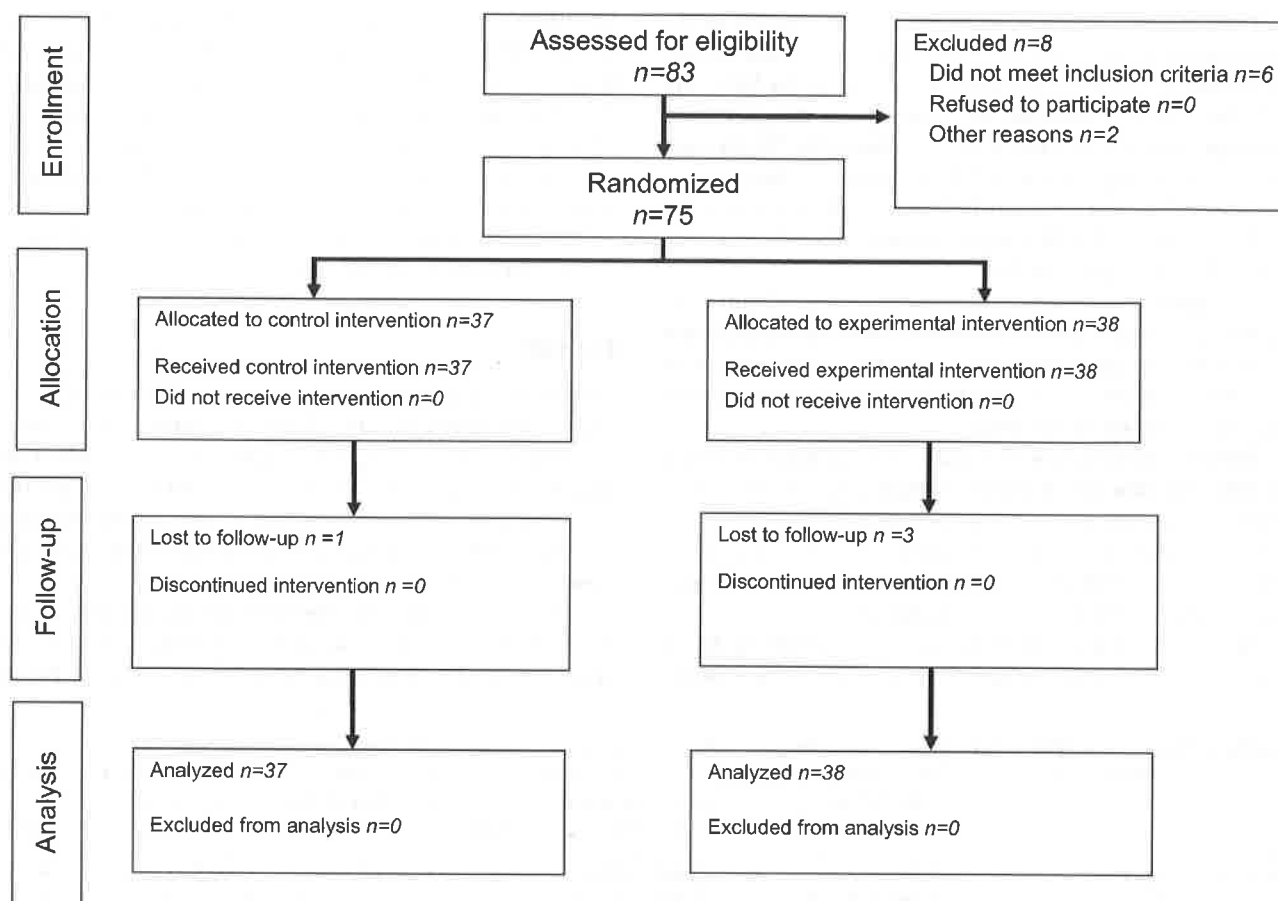 Enrollment
Assessed for eligibility
n=83
Excluded n=8
Did not meet inclusion criteria n=6
Refused to participate n=0
Other reasons n=2
Randomized
n=75
Allocation
Allocated to control intervention n=37
Received control intervention n=37
Did not receive intervention n=0
Allocated to experimental intervention n=38
Received experimental intervention n=38
Did not receive intervention n=0
Follow-up
Lost to follow-up n =1
Discontinued intervention n =0
Lost to follow-up n =3
Discontinued intervention n =0
Analysis
Analyzed n=37
Excluded from analysis n=0
Analyzed n=38
Excluded from analysis n=0